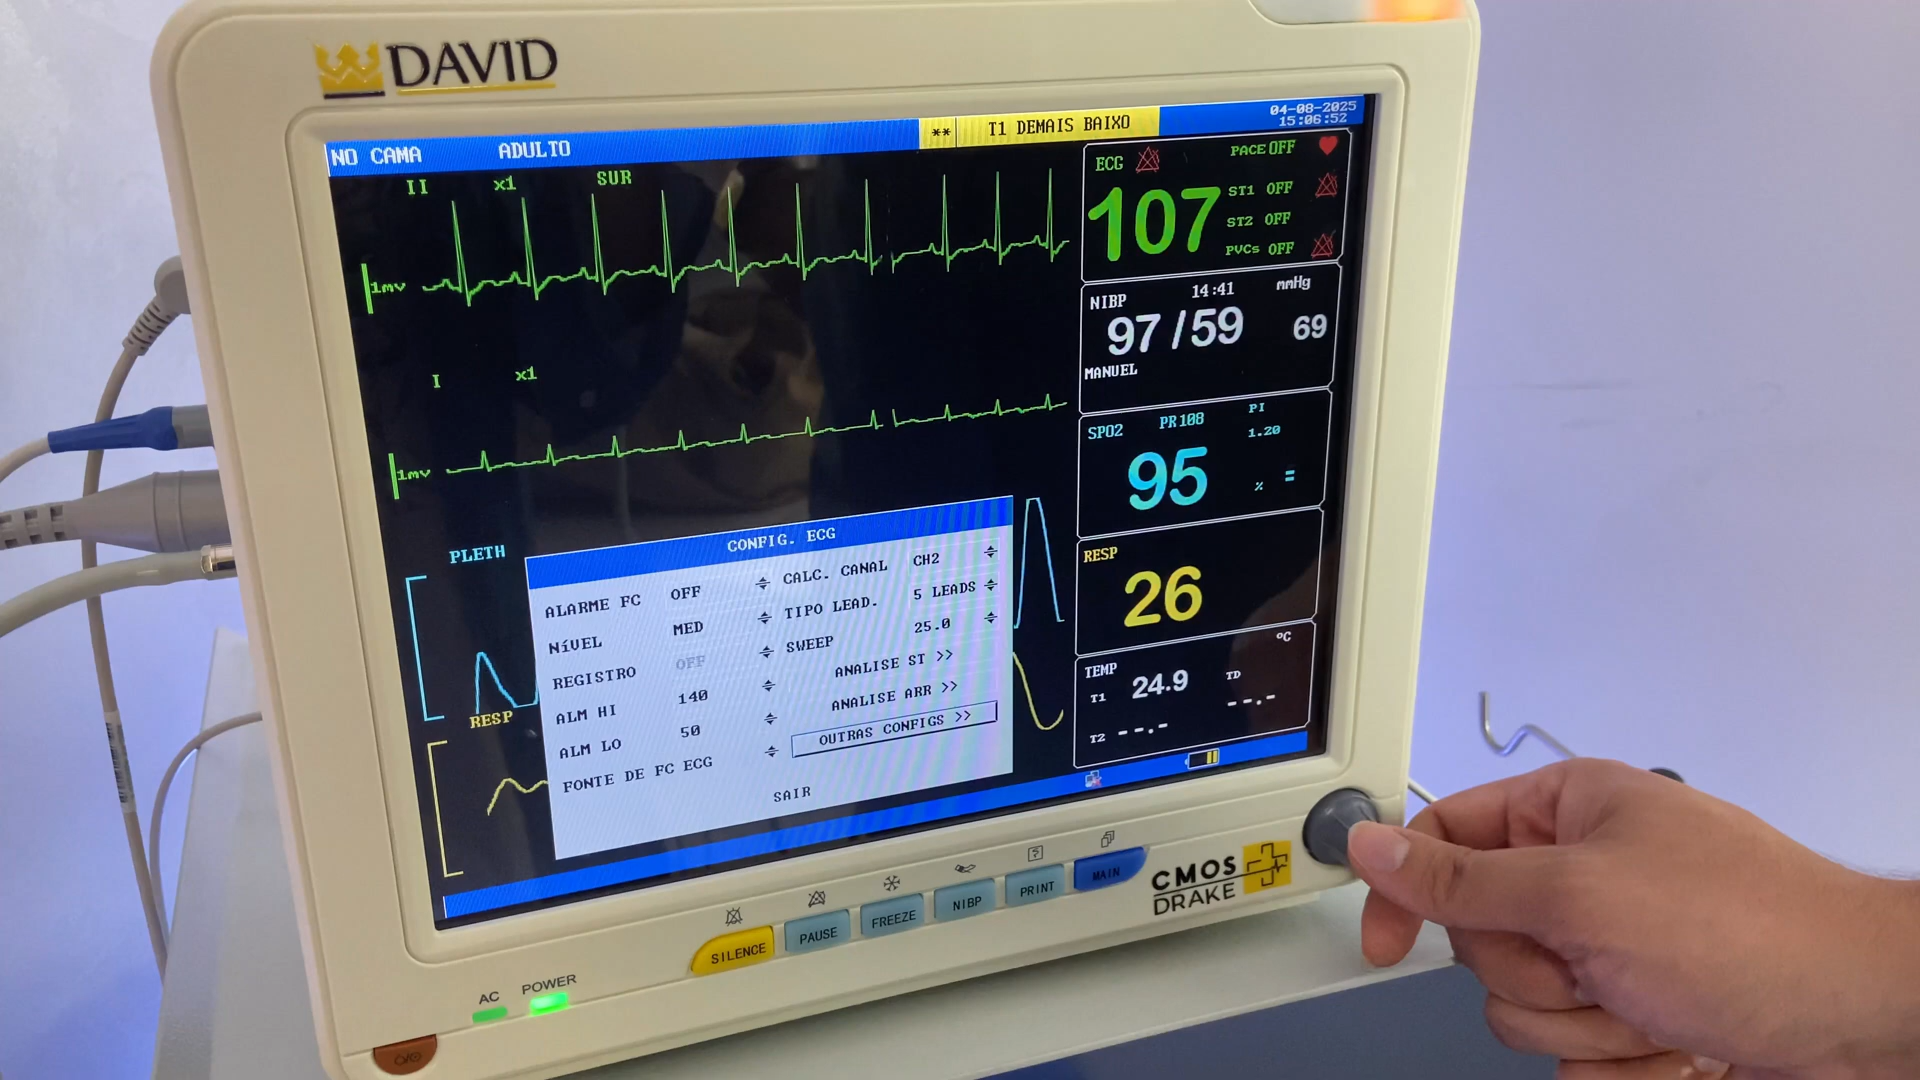 DAVID
NO CAMA ADULTO ** T1 DEMAIS BAIXO 04-08-2025
15:06:52
II x1 SUR
1mv
I x1
1mv
PLETH
RESP
ECG PACE OFF
107
ST1 OFF
ST2 OFF
PVCs OFF
NIBP 14:41 mmHg
97/59 69
MANUEL
SPO2 PR 108 PI
1.20
95 %
RESP
26
TEMP ºC
T1 24.9 TD --.-
T2 --.-
CONFIG. ECG
ALARME FC OFF CALC. CANAL CH2
NíVEL MED TIPO LEAD. 5 LEADS
REGISTRO OFF SWEEP 25.0
ALM HI 140 ANALISE ST >>
ALM LO 50 ANALISE ARR >>
FONTE DE FC ECG OUTRAS CONFIGS >>
SAIR
SILENCE PAUSE FREEZE NIBP PRINT MAIN
CMOS
DRAKE
AC POWER